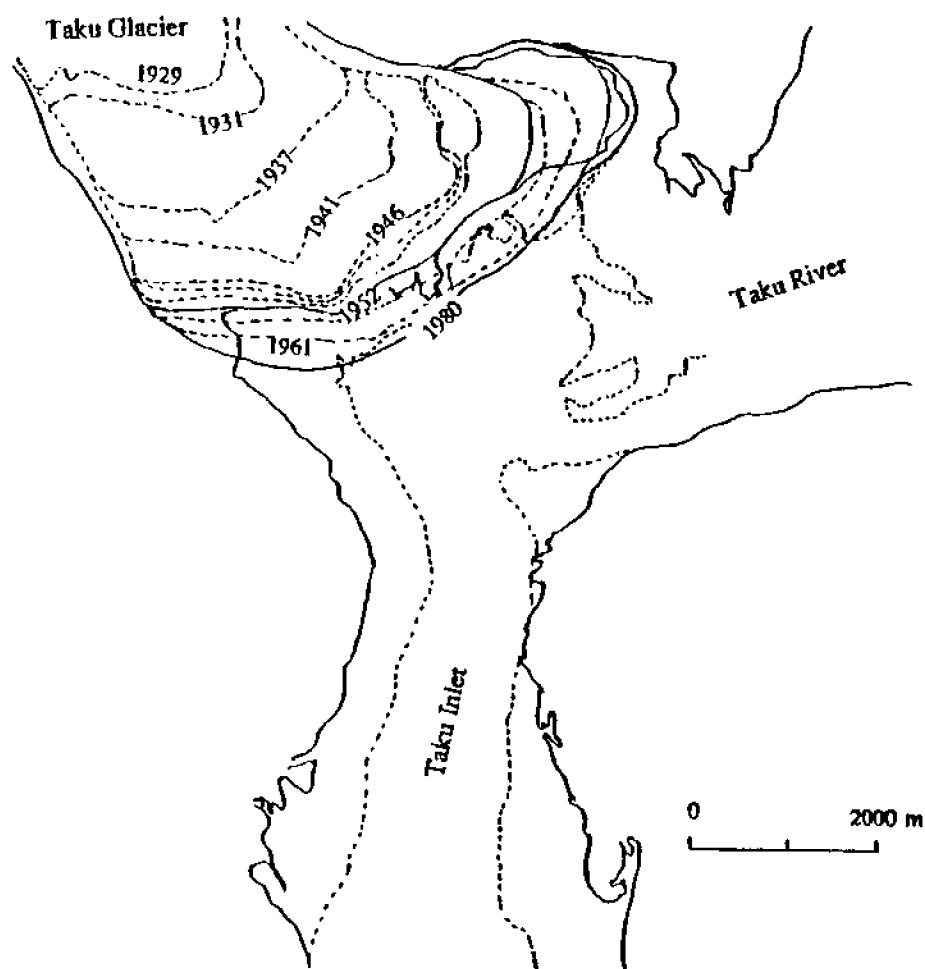 Taku Glacier
1929
1931
1937
1941
1946
1952
1980
1961
Taku River
Taku Inlet
0 2000 m